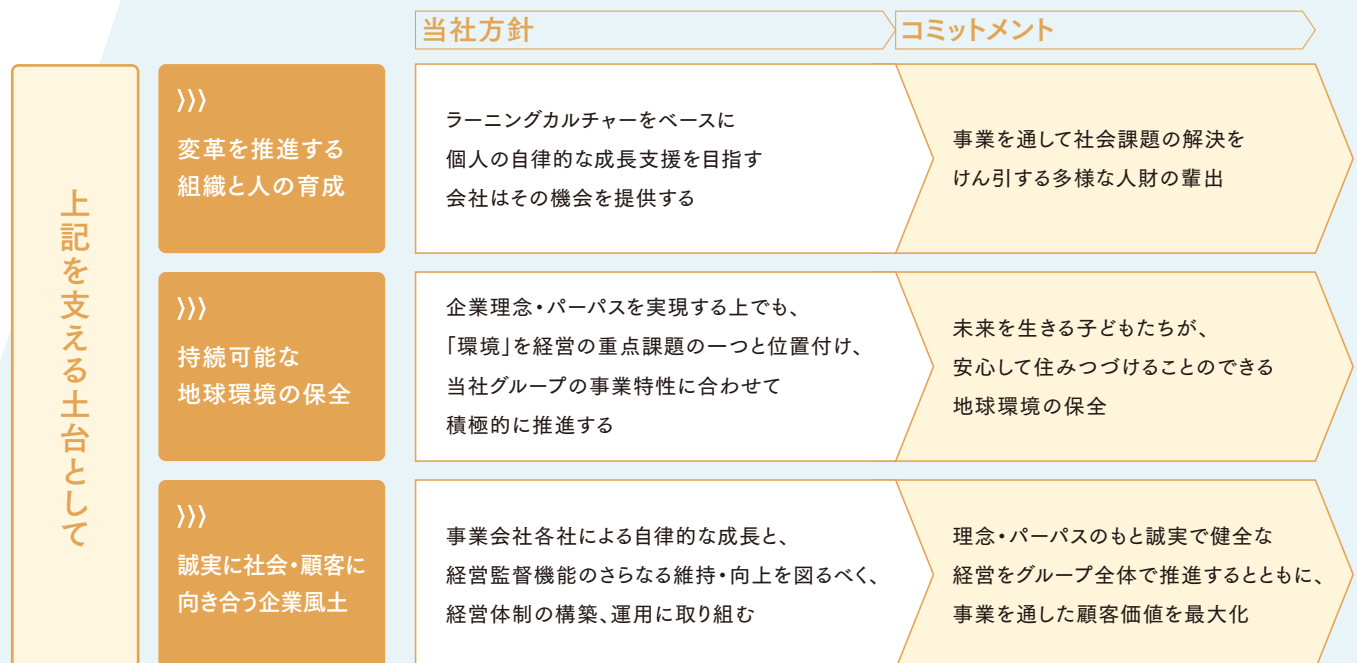 当社方針
コミットメント
上記を支える土台として
変革を推進する
組織と人の育成
ラーニングカルチャーをベースに
個人の自律的な成長支援を目指す
会社はその機会を提供する
事業を通して社会課題の解決を
けん引する多様な人財の輩出
持続可能な
地球環境の保全
企業理念・パーパスを実現する上でも、
「環境」を経営の重点課題の一つと位置付け、
当社グループの事業特性に合わせて
積極的に推進する
未来を生きる子どもたちが、
安心して住みつづけることのできる
地球環境の保全
誠実に社会・顧客に
向き合う企業風土
事業会社各社による自律的な成長と、
経営監督機能のさらなる維持・向上を図るべく、
経営体制の構築、運用に取り組む
理念・パーパスのもと誠実で健全な
経営をグループ全体で推進するとともに、
事業を通した顧客価値を最大化